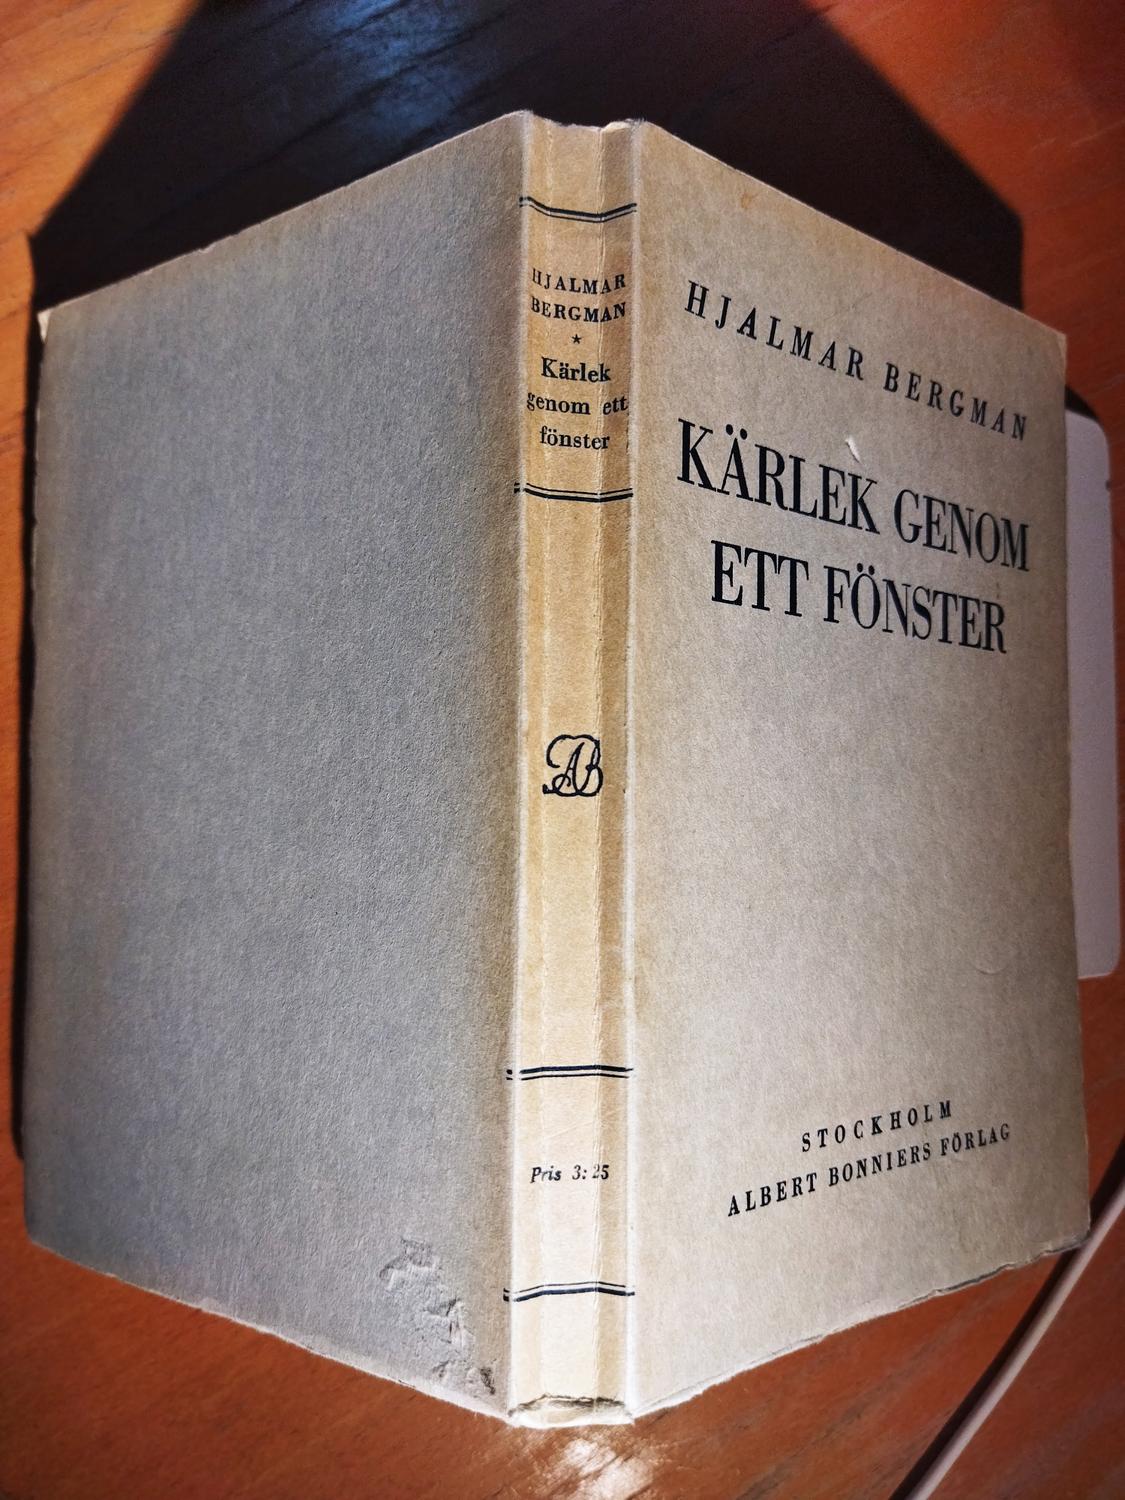 HJALMAR
BERGMAN
★
Kärlek
genom ett
fönster
AB
Pris 3:25
HJALMAR BERGMAN
KÄRLEK GENOM
ETT FÖNSTER
STOCKHOLM
ALBERT BONNIERS FÖRLAG